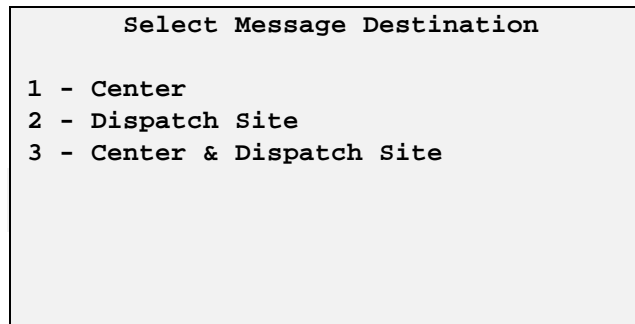 Select Message Destination
1 - Center
2 - Dispatch Site
3 - Center & Dispatch Site